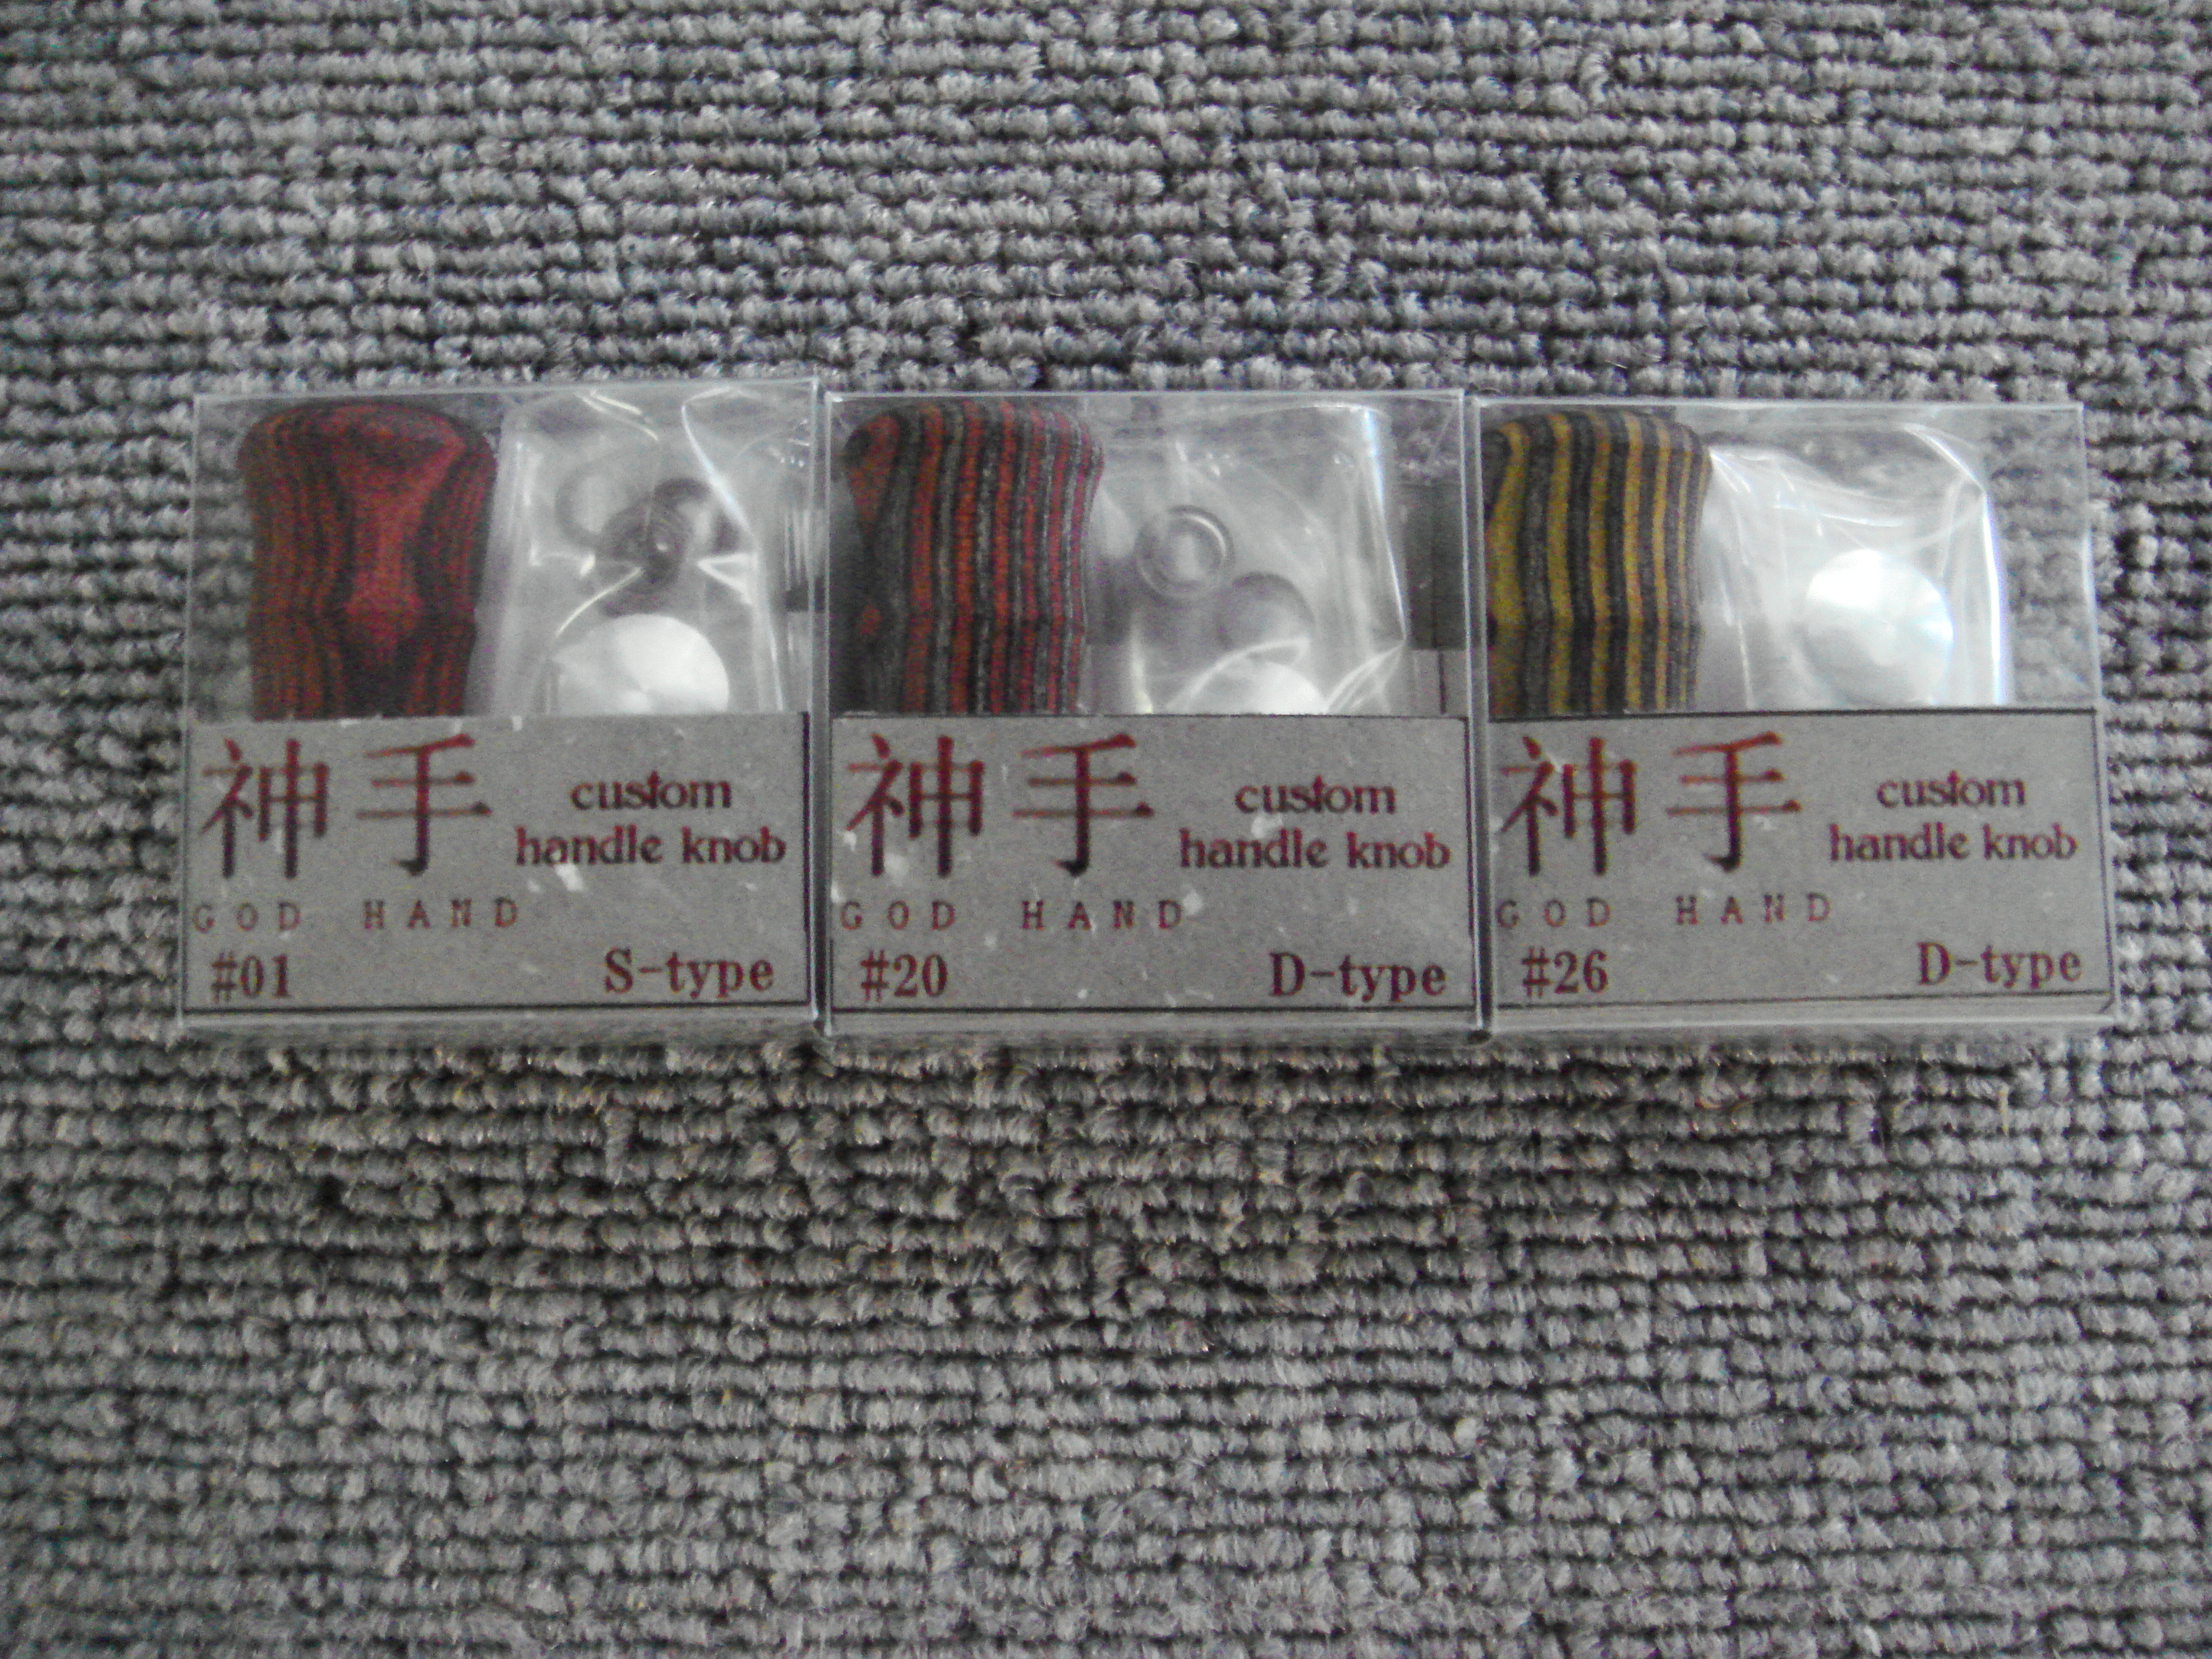 神手
custom
handle knob
GOD HAND
#01 S-type
神手
custom
handle knob
GOD HAND
#20 D-type
神手
custom
handle knob
GOD HAND
#26 D-type